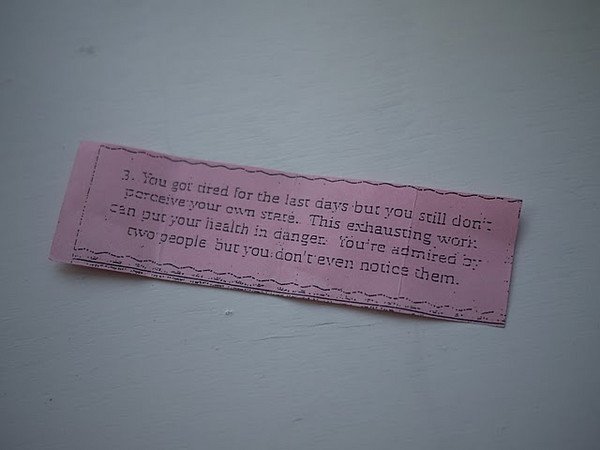 3. You got tired for the last days but you still don't
perceive your own state. This exhausting work
can put your health in danger. You're admired by
two people but you don't even notice them.